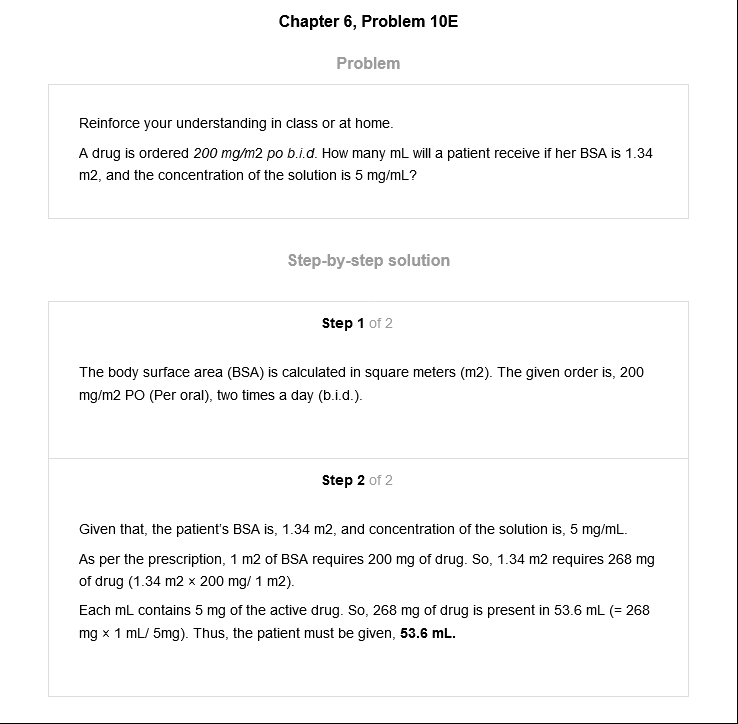 Chapter 6, Problem 10E
Problem
Reinforce your understanding in class or at home.
A drug is ordered 200 mg/m2 po b.i.d. How many mL will a patient receive if her BSA is 1.34
m2, and the concentration of the solution is 5 mg/mL?
Step-by-step solution
Step 1 of 2
The body surface area (BSA) is calculated in square meters (m2). The given order is, 200
mg/m2 PO (Per oral), two times a day (b.i.d.).
Step 2 of 2
Given that, the patient's BSA is, 1.34 m2, and concentration of the solution is, 5 mg/mL.
As per the prescription, 1 m2 of BSA requires 200 mg of drug. So, 1.34 m2 requires 268 mg
of drug (1.34 m2 × 200 mg/ 1 m2).
Each mL contains 5 mg of the active drug. So, 268 mg of drug is present in 53.6 mL (= 268
mg × 1 mL/ 5mg). Thus, the patient must be given, 53.6 mL.